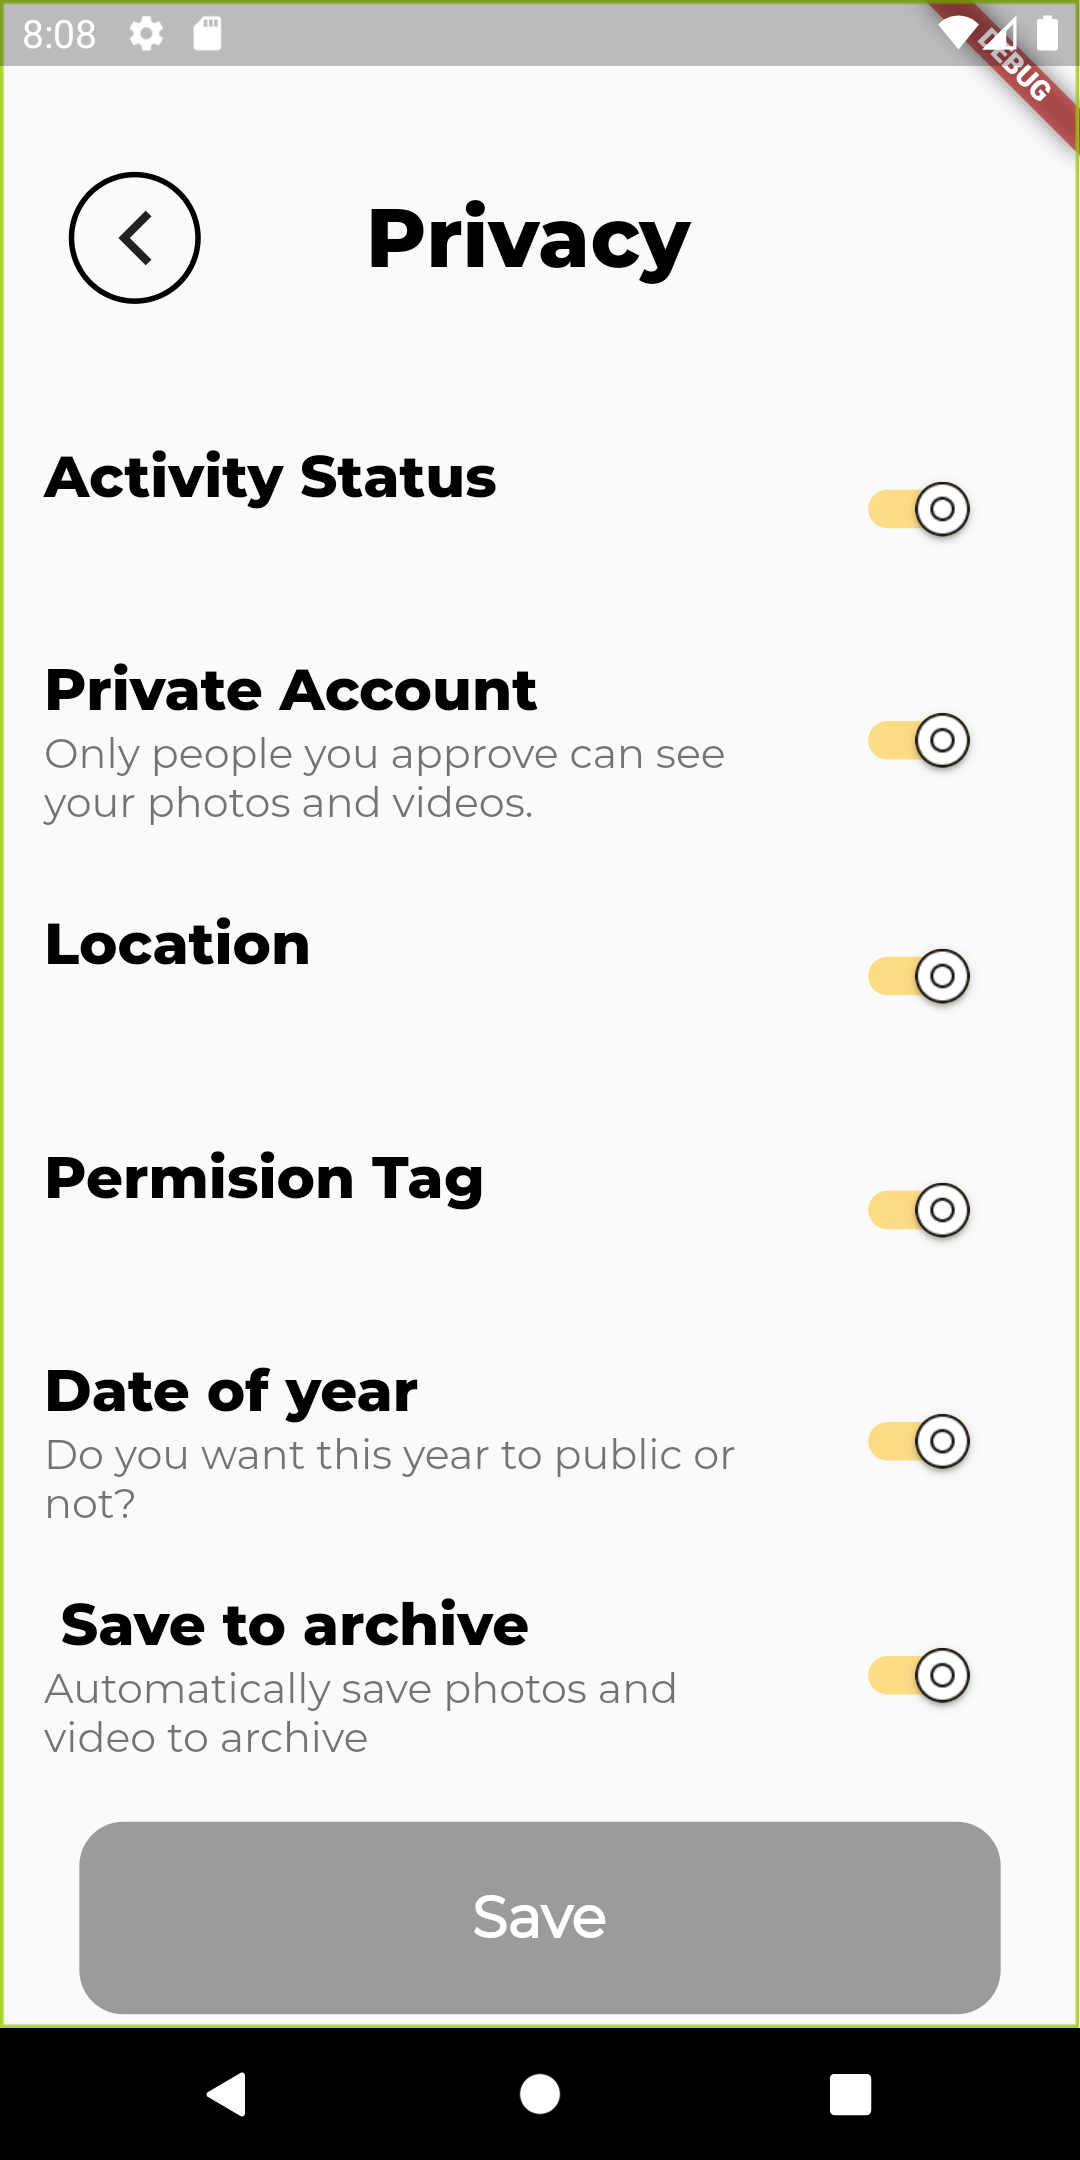 8:08
DEBUG
Privacy
Activity Status
Private Account
Only people you approve can see
your photos and videos.
Location
Permision Tag
Date of year
Do you want this year to public or
not?
Save to archive
Automatically save photos and
video to archive
Save